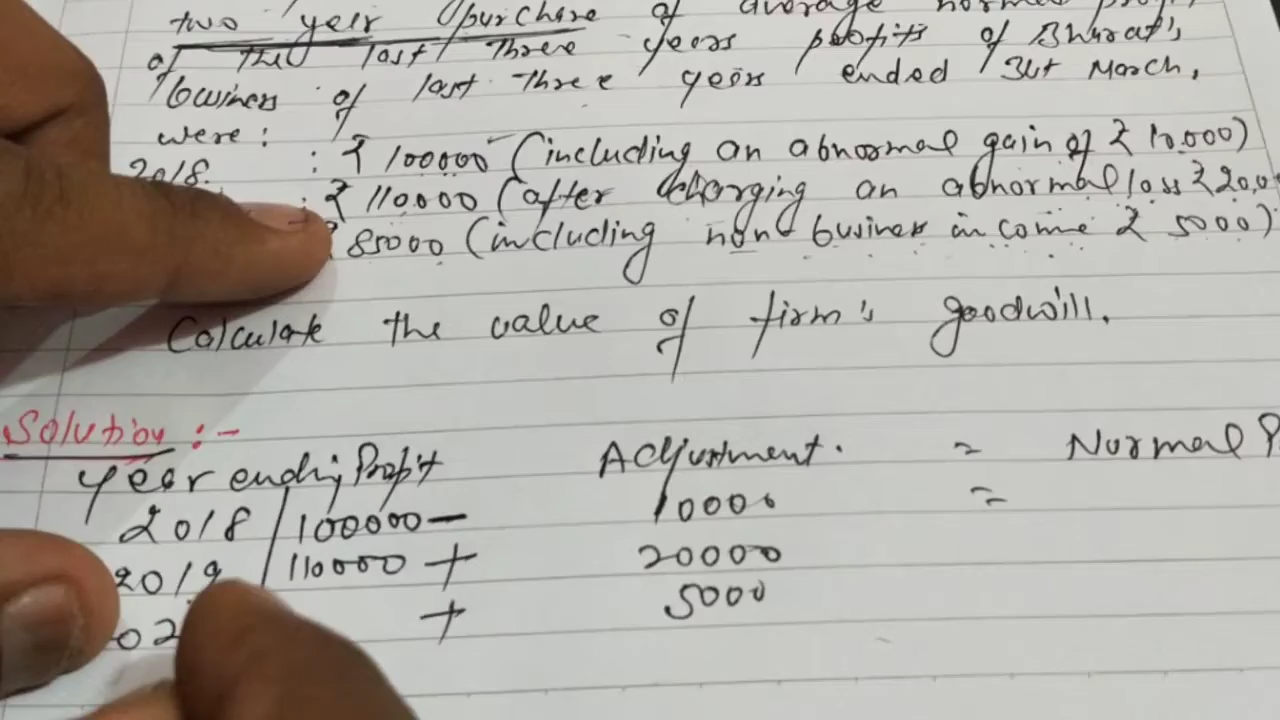 two year purchase of average normal
of the last three years profits of Bharat's
business of last three years ended 31st March,
were :
2018. : ₹ 100000 (including an abnormal gain of ₹ 10,000)
: ₹ 110000 (after charging an abnormal loss ₹ 20,0
₹ 85000 (including non business income ₹ 5000)
Calculate the value of firm's goodwill.
Solution :-
Year ending Profit Adjustment. = Normal P
2018 100000 - 10000 =
2019 110000 + 20000
02 + 5000